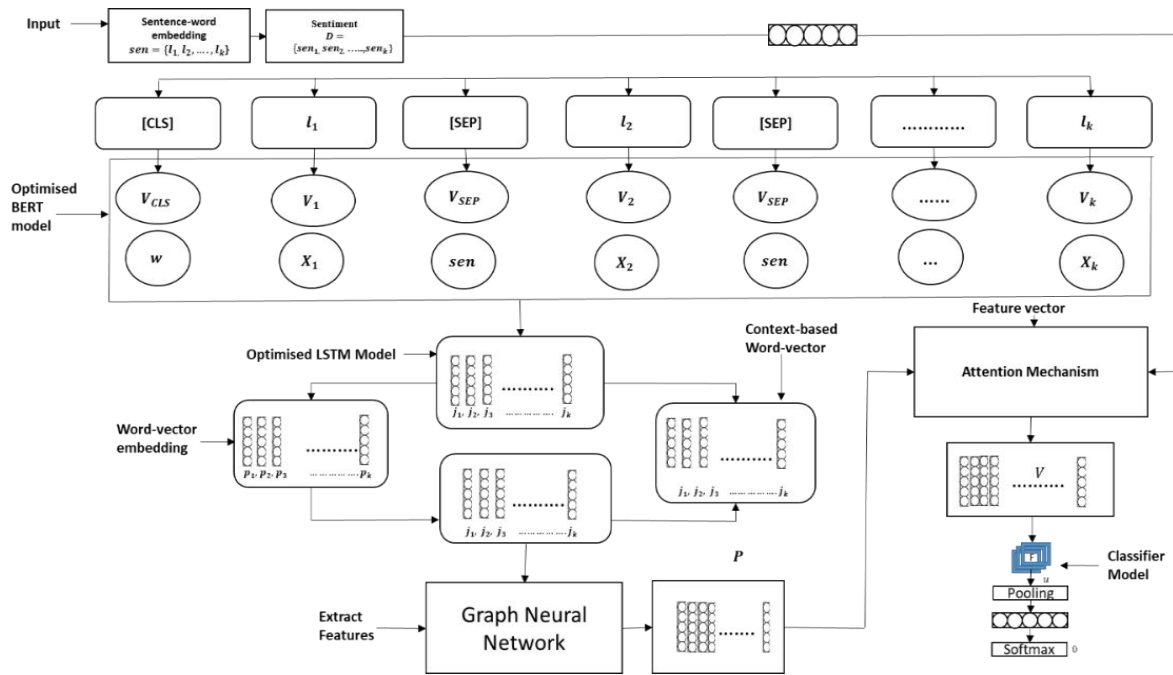 Input
Sentence-word
embedding
sen = {l₁, l₂, ...., lₖ}
Sentiment
D =
{sen₁, sen₂, ....., senₖ}
[CLS]
l₁
[SEP]
l₂
[SEP]
............
lₖ
Optimised
BERT
model
V_CLS
V₁
V_SEP
V₂
V_SEP
......
Vₖ
w
X₁
sen
X₂
sen
...
Xₖ
Feature vector
Optimised LSTM Model
Context-based
Word-vector
Attention Mechanism
..........
j₁, j₂, j₃ ................ jₖ
Word-vector
embedding
..........
p₁, p₂, p₃ ................ pₖ
..........
j₁, j₂, j₃ ................ jₖ
..........
j₁, j₂, j₃ ................ jₖ
V
..........
P
F
u
Classifier
Model
Pooling
Extract
Features
Graph Neural
Network
.......
Softmax